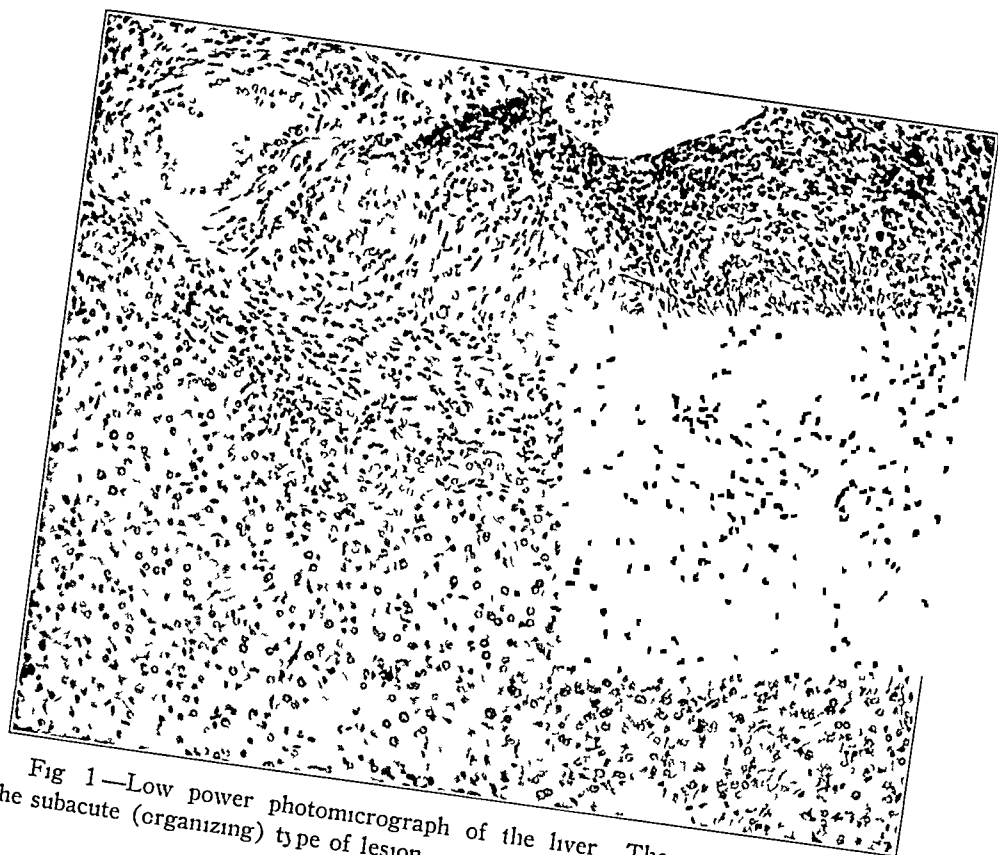 Fig 1—Low power photomicrograph of the liver The
he subacute (organizing) type of lesion